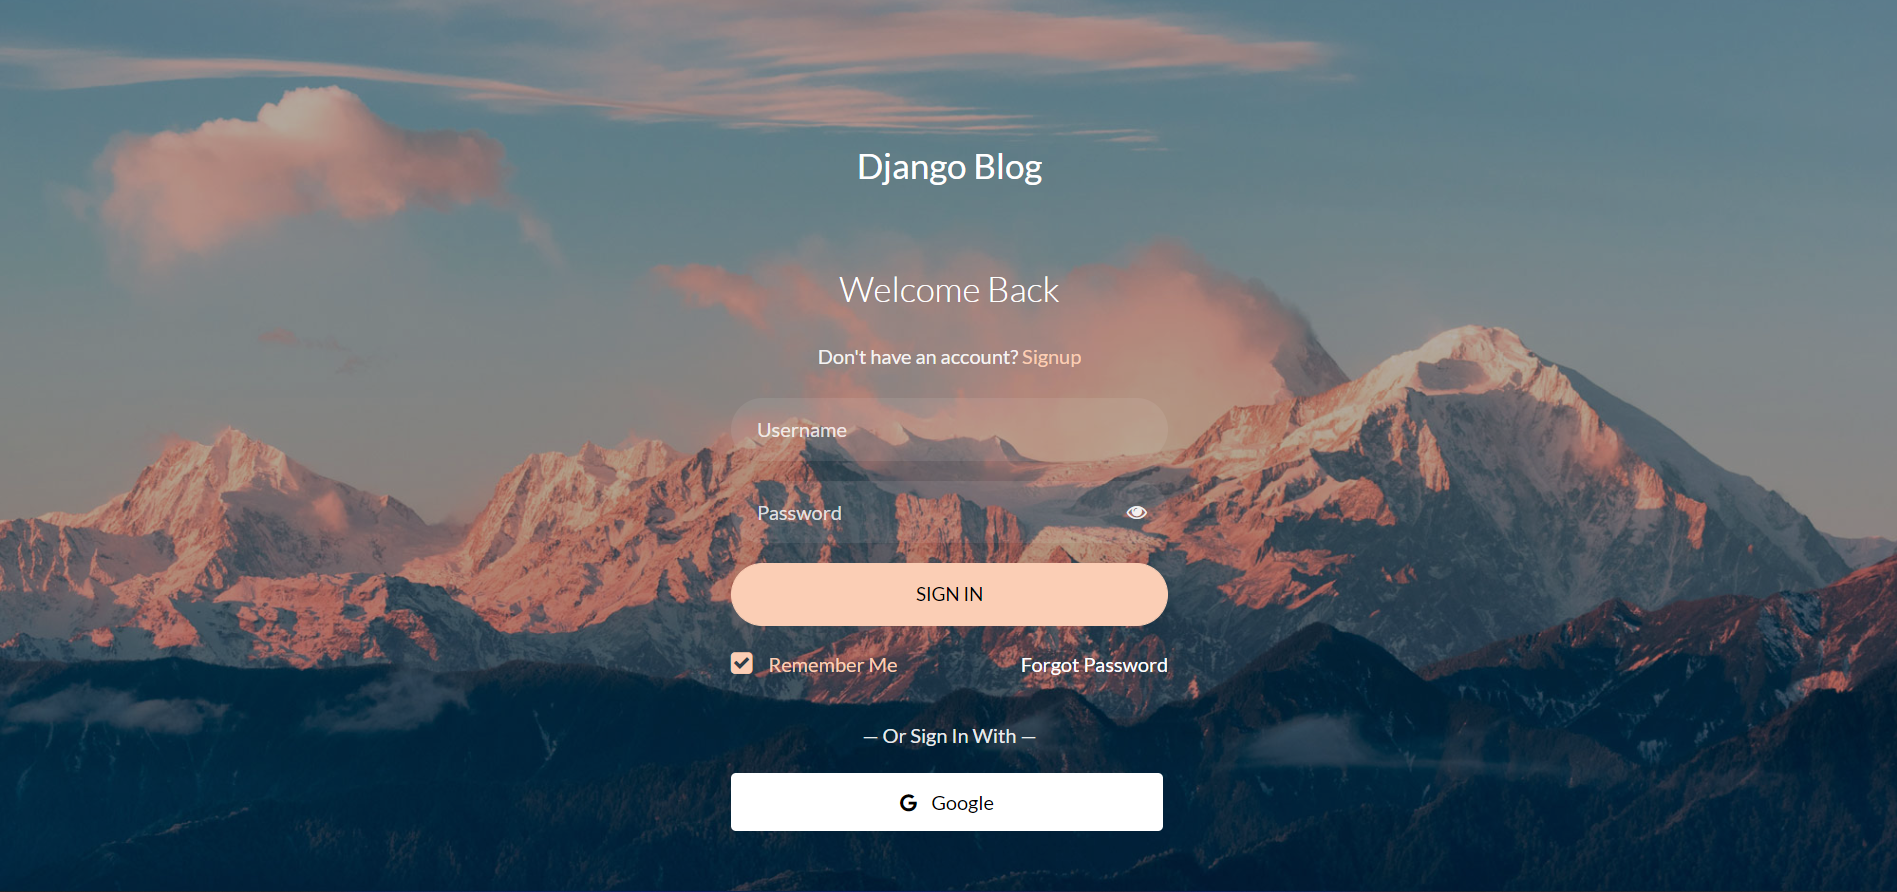 Django Blog
Welcome Back
Don't have an account? Signup
Username
Password
SIGN IN
Remember Me Forgot Password
— Or Sign In With —
Google